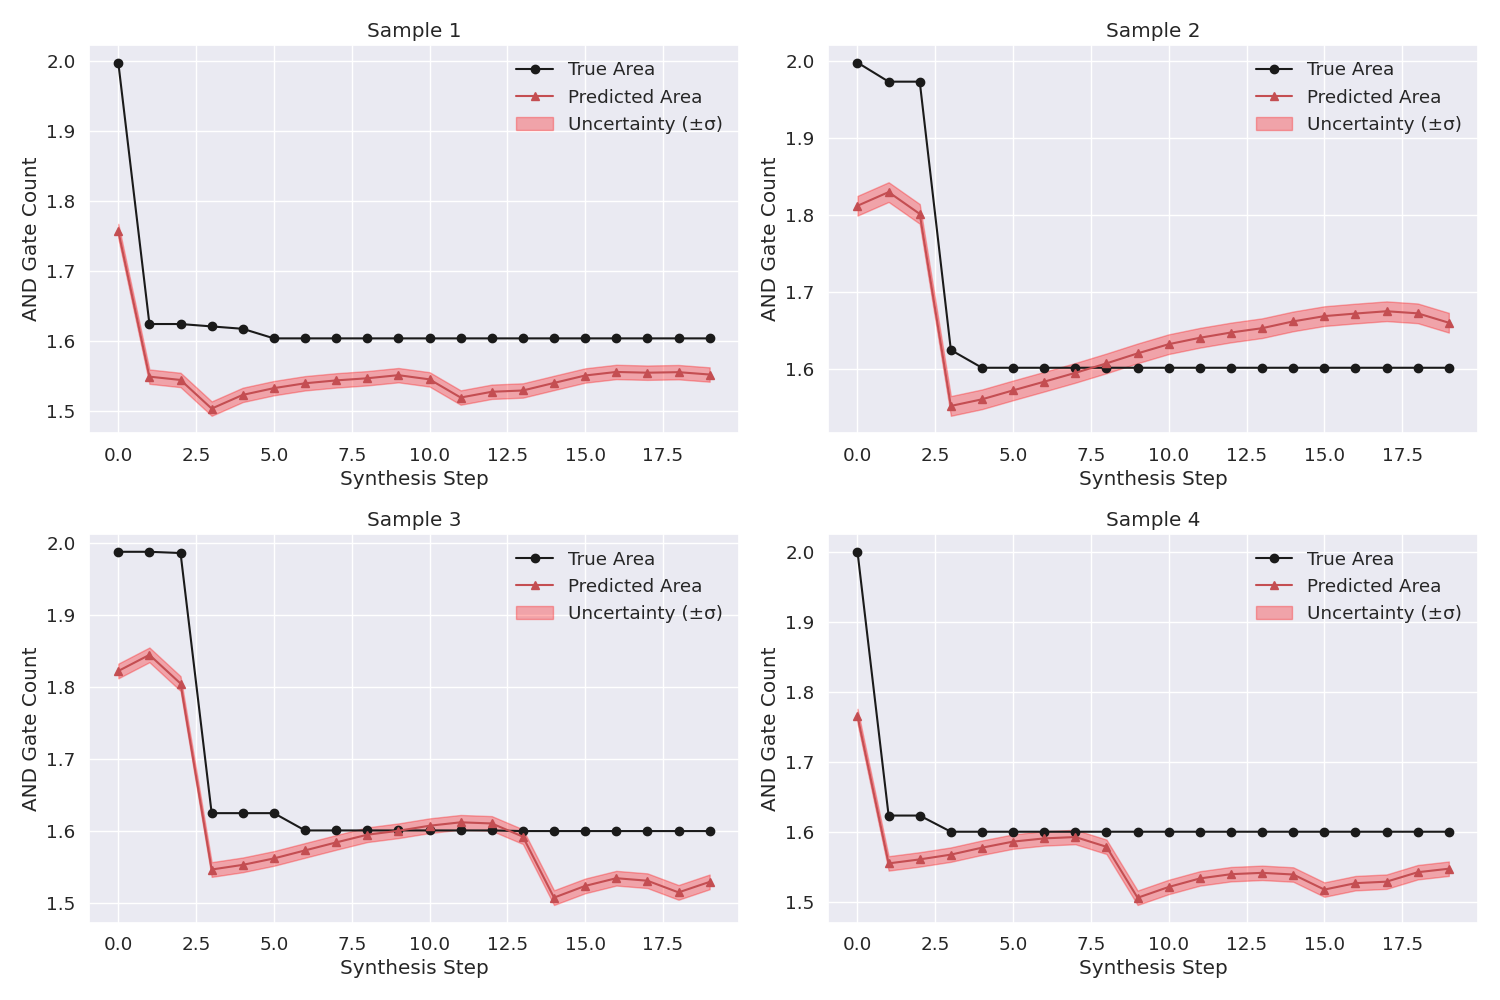 Sample 1
2.0
1.9
1.8
1.7
1.6
1.5
AND Gate Count
True Area
Predicted Area
Uncertainty (±σ)
0.0 2.5 5.0 7.5 10.0 12.5 15.0 17.5
Synthesis Step
Sample 2
2.0
1.9
1.8
1.7
1.6
AND Gate Count
True Area
Predicted Area
Uncertainty (±σ)
0.0 2.5 5.0 7.5 10.0 12.5 15.0 17.5
Synthesis Step
Sample 3
2.0
1.9
1.8
1.7
1.6
1.5
AND Gate Count
True Area
Predicted Area
Uncertainty (±σ)
0.0 2.5 5.0 7.5 10.0 12.5 15.0 17.5
Synthesis Step
Sample 4
2.0
1.9
1.8
1.7
1.6
1.5
AND Gate Count
True Area
Predicted Area
Uncertainty (±σ)
0.0 2.5 5.0 7.5 10.0 12.5 15.0 17.5
Synthesis Step